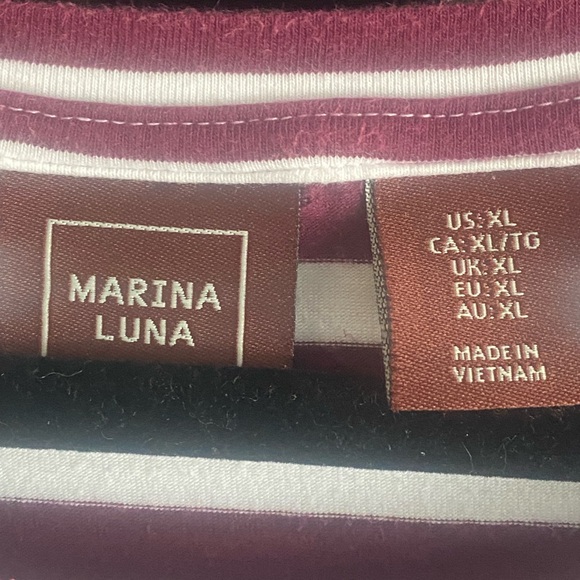 MARINA
LUNA
US: XL
CA: XL/TG
UK: XL
EU: XL
AU: XL
MADE IN
VIETNAM